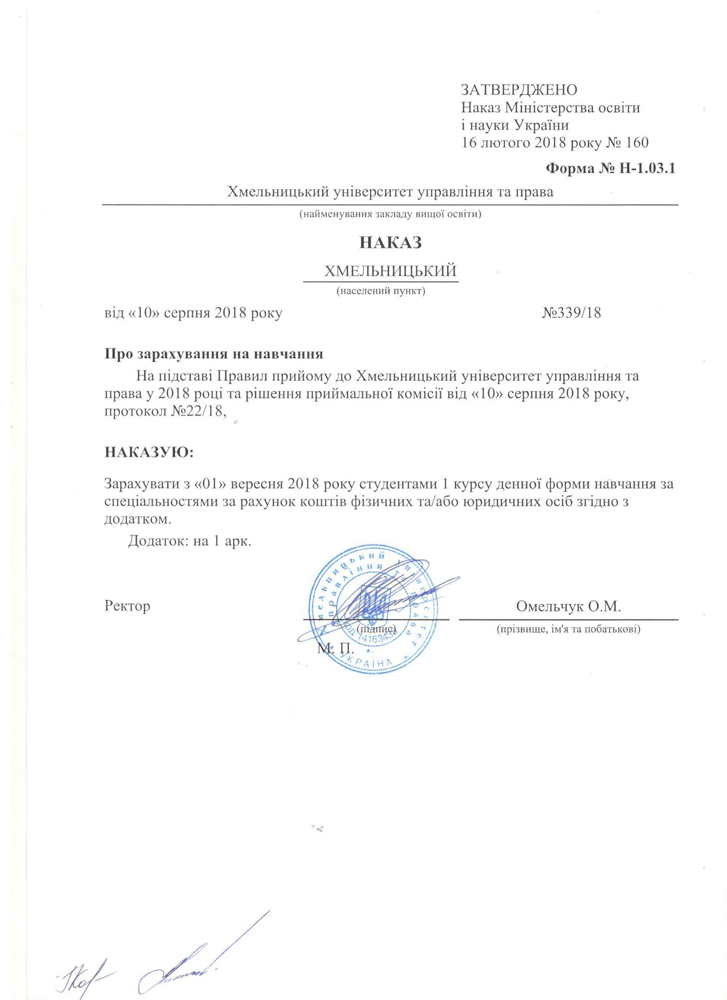 ЗАТВЕРДЖЕНО
Наказ Міністерства освіти
і науки України
16 лютого 2018 року № 160
Форма № Н-1.03.1
Хмельницький університет управління та права
(найменування закладу вищої освіти)
НАКАЗ
ХМЕЛЬНИЦЬКИЙ
(населений пункт)
від «10» серпня 2018 року №339/18
Про зарахування на навчання
На підставі Правил прийому до Хмельницький університет управління та
права у 2018 році та рішення приймальної комісії від «10» серпня 2018 року,
протокол №22/18,
НАКАЗУЮ:
Зарахувати з «01» вересня 2018 року студентами 1 курсу денної форми навчання за
спеціальностями за рахунок коштів фізичних та/або юридичних осіб згідно з
додатком.
Додаток: на 1 арк.
Хмельницький університет
управління та права
УКРАЇНА
Ректор Омельчук О.М.
(підпис) (прізвище, ім'я та побатькові)
М. П.